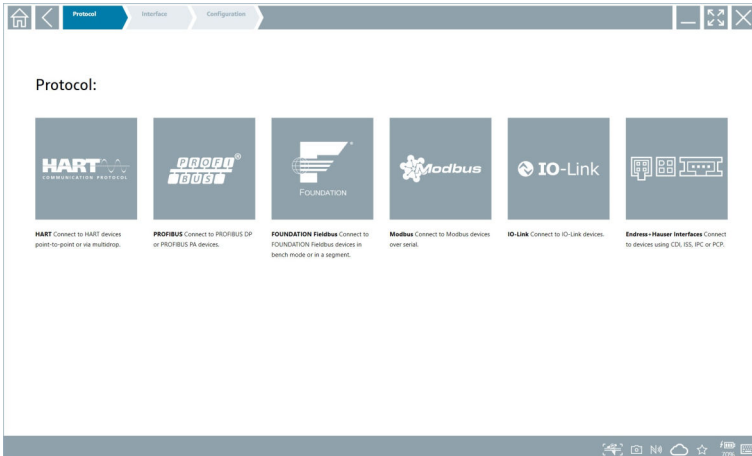 Protocol
Interface
Configuration
Protocol:
HART
COMMUNICATION PROTOCOL
PROFI®
BUS
FOUNDATION
Modbus
IO-Link
HART Connect to HART devices
point-to-point or via multidrop.
PROFIBUS Connect to PROFIBUS DP
or PROFIBUS PA devices.
FOUNDATION Fieldbus Connect to
FOUNDATION Fieldbus devices in
bench mode or in a segment.
Modbus Connect to Modbus devices
over serial.
IO-Link Connect to IO-Link devices.
Endress+Hauser Interfaces Connect
to devices using CDI, ISS, IPC or PCP.